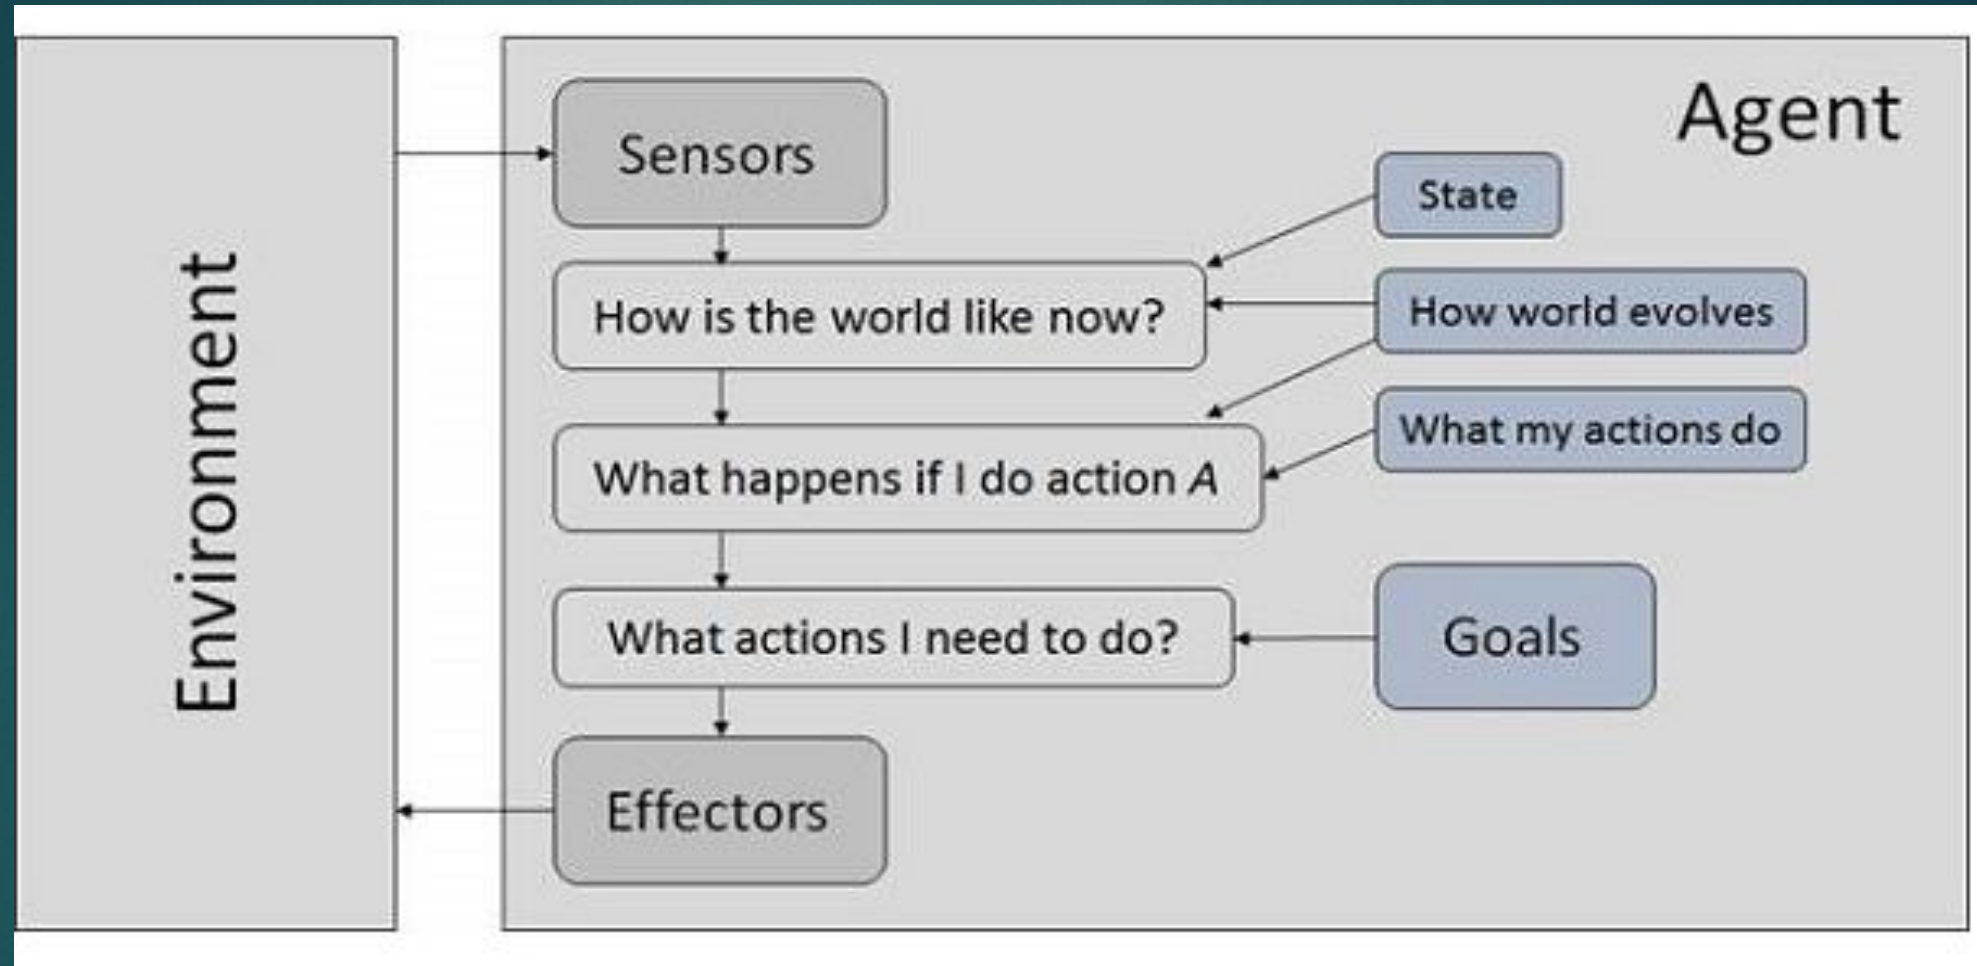 Environment
Agent
Sensors
State
How is the world like now?
How world evolves
What my actions do
What happens if I do action A
What actions I need to do?
Goals
Effectors